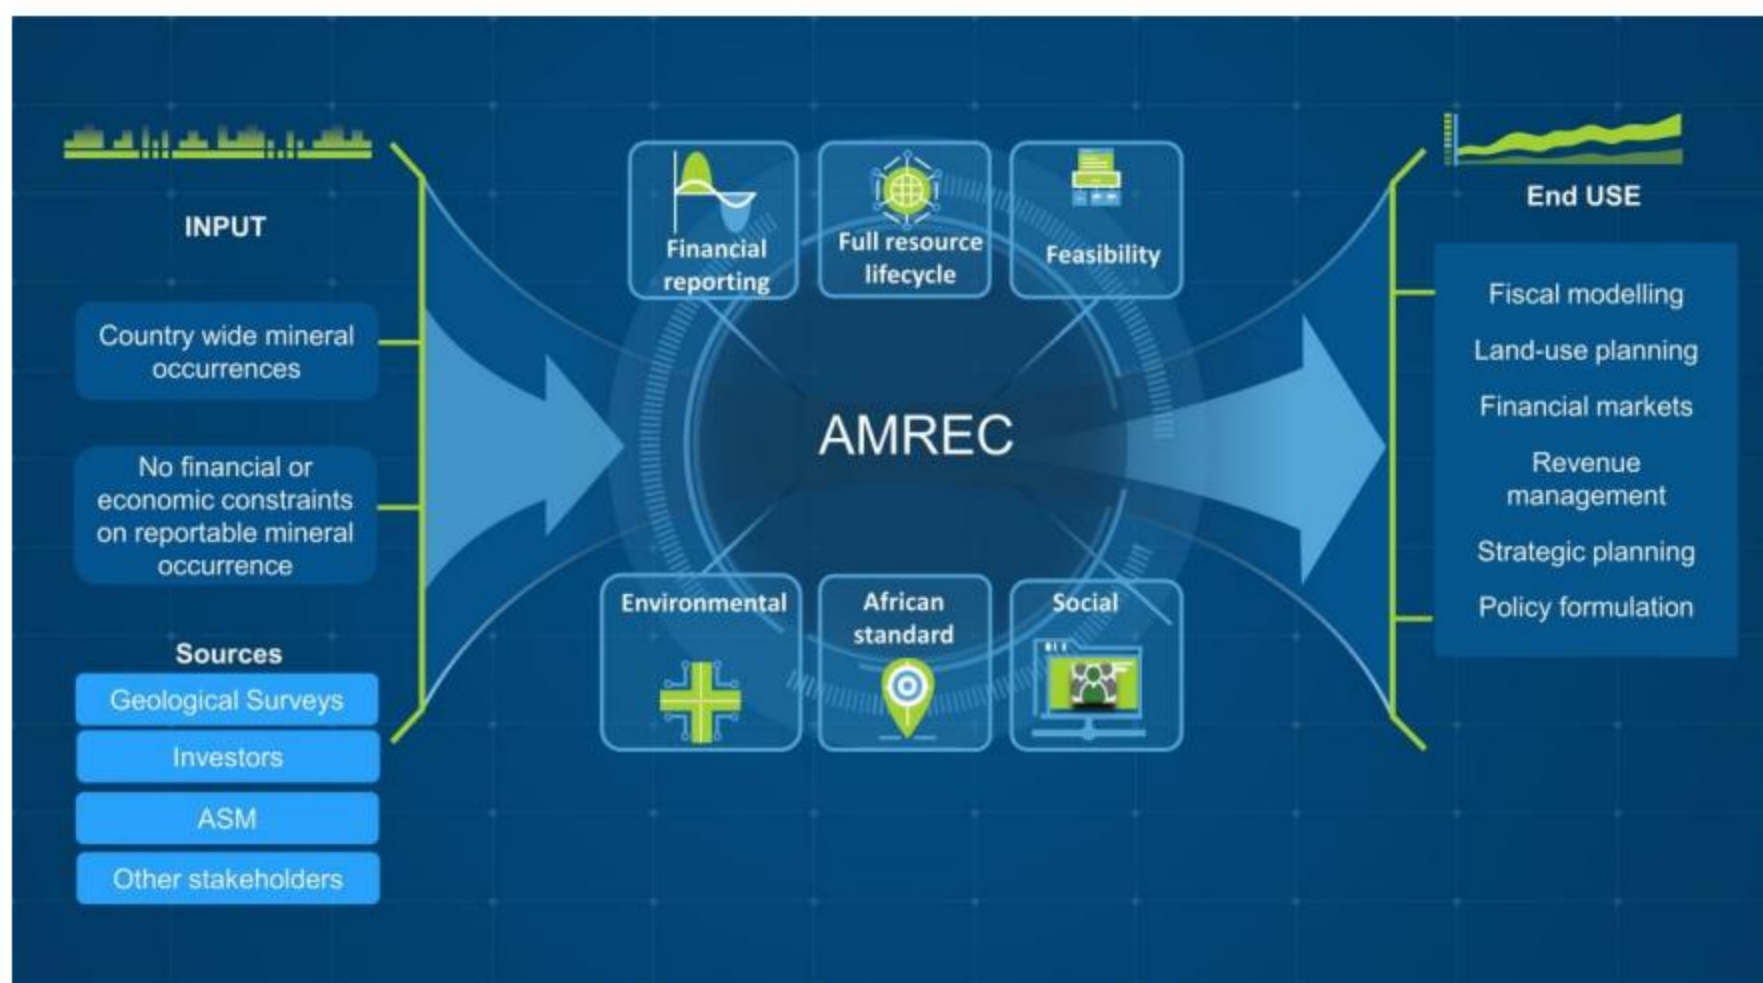 INPUT
Country wide mineral
occurrences
No financial or
economic constraints
on reportable mineral
occurrence
Sources
Geological Surveys
Investors
ASM
Other stakeholders
Financial
reporting
Full resource
lifecycle
Feasibility
AMREC
Environmental
African
standard
Social
End USE
Fiscal modelling
Land-use planning
Financial markets
Revenue
management
Strategic planning
Policy formulation